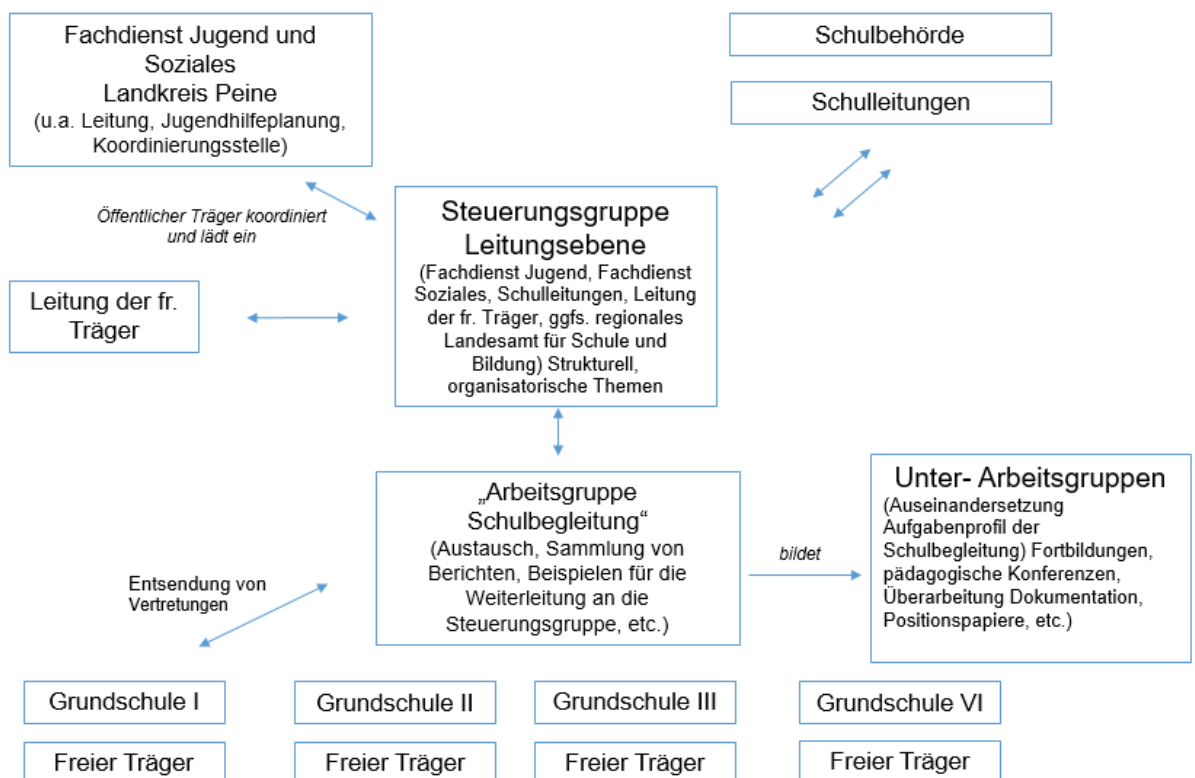 Fachdienst Jugend und
Soziales
Landkreis Peine
(u.a. Leitung, Jugendhilfeplanung,
Koordinierungsstelle)
Schulbehörde
Schulleitungen
Öffentlicher Träger koordiniert
und lädt ein
Steuerungsgruppe
Leitungsebene
(Fachdienst Jugend, Fachdienst
Soziales, Schulleitungen, Leitung
der fr. Träger, ggfs. regionales
Landesamt für Schule und
Bildung) Strukturell,
organisatorische Themen
Leitung der fr.
Träger
„Arbeitsgruppe
Schulbegleitung“
(Austausch, Sammlung von
Berichten, Beispielen für die
Weiterleitung an die
Steuerungsgruppe, etc.)
bildet
Unter- Arbeitsgruppen
(Auseinandersetzung
Aufgabenprofil der
Schulbegleitung) Fortbildungen,
pädagogische Konferenzen,
Überarbeitung Dokumentation,
Positionspapiere, etc.)
Entsendung von
Vertretungen
Grundschule I
Grundschule II
Grundschule III
Grundschule VI
Freier Träger
Freier Träger
Freier Träger
Freier Träger